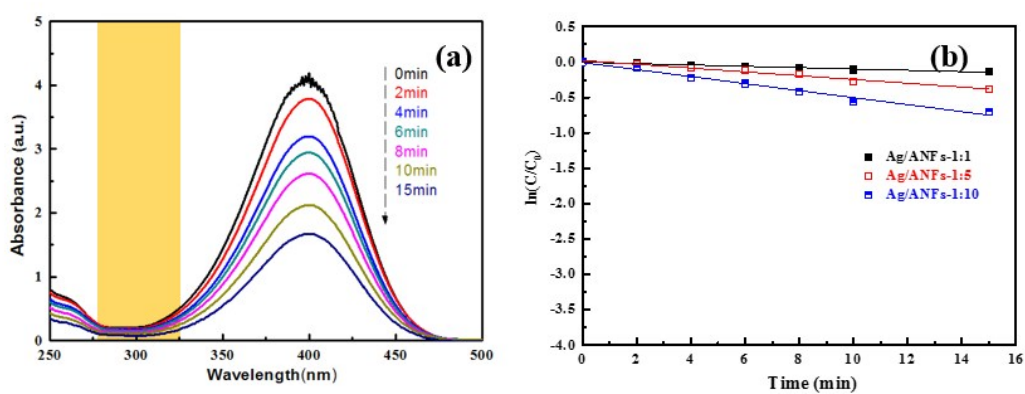 (a)
5
4
3
2
1
0
Absorbance (a.u.)
0min
2min
4min
6min
8min
10min
15min
250
300
350
400
450
500
Wavelength(nm)
(b)
0.5
0.0
-0.5
-1.0
-1.5
-2.0
-2.5
-3.0
-3.5
-4.0
ln(C/C0)
Ag/ANFs-1:1
Ag/ANFs-1:5
Ag/ANFs-1:10
0
2
4
6
8
10
12
14
16
Time (min)